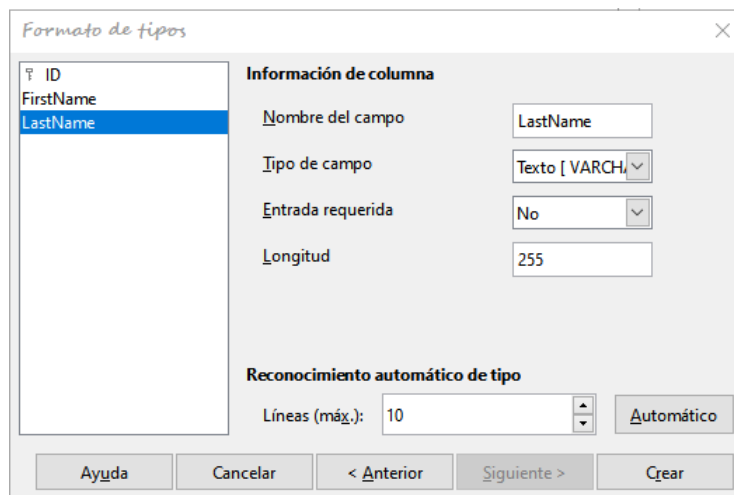 Formato de tipos
ID
FirstName
LastName
Información de columna
Nombre del campo
LastName
Tipo de campo
Texto [ VARCHA
Entrada requerida
No
Longitud
255
Reconocimiento automático de tipo
Líneas (máx.):
10
Automático
Ayuda
Cancelar
< Anterior
Siguiente >
Crear